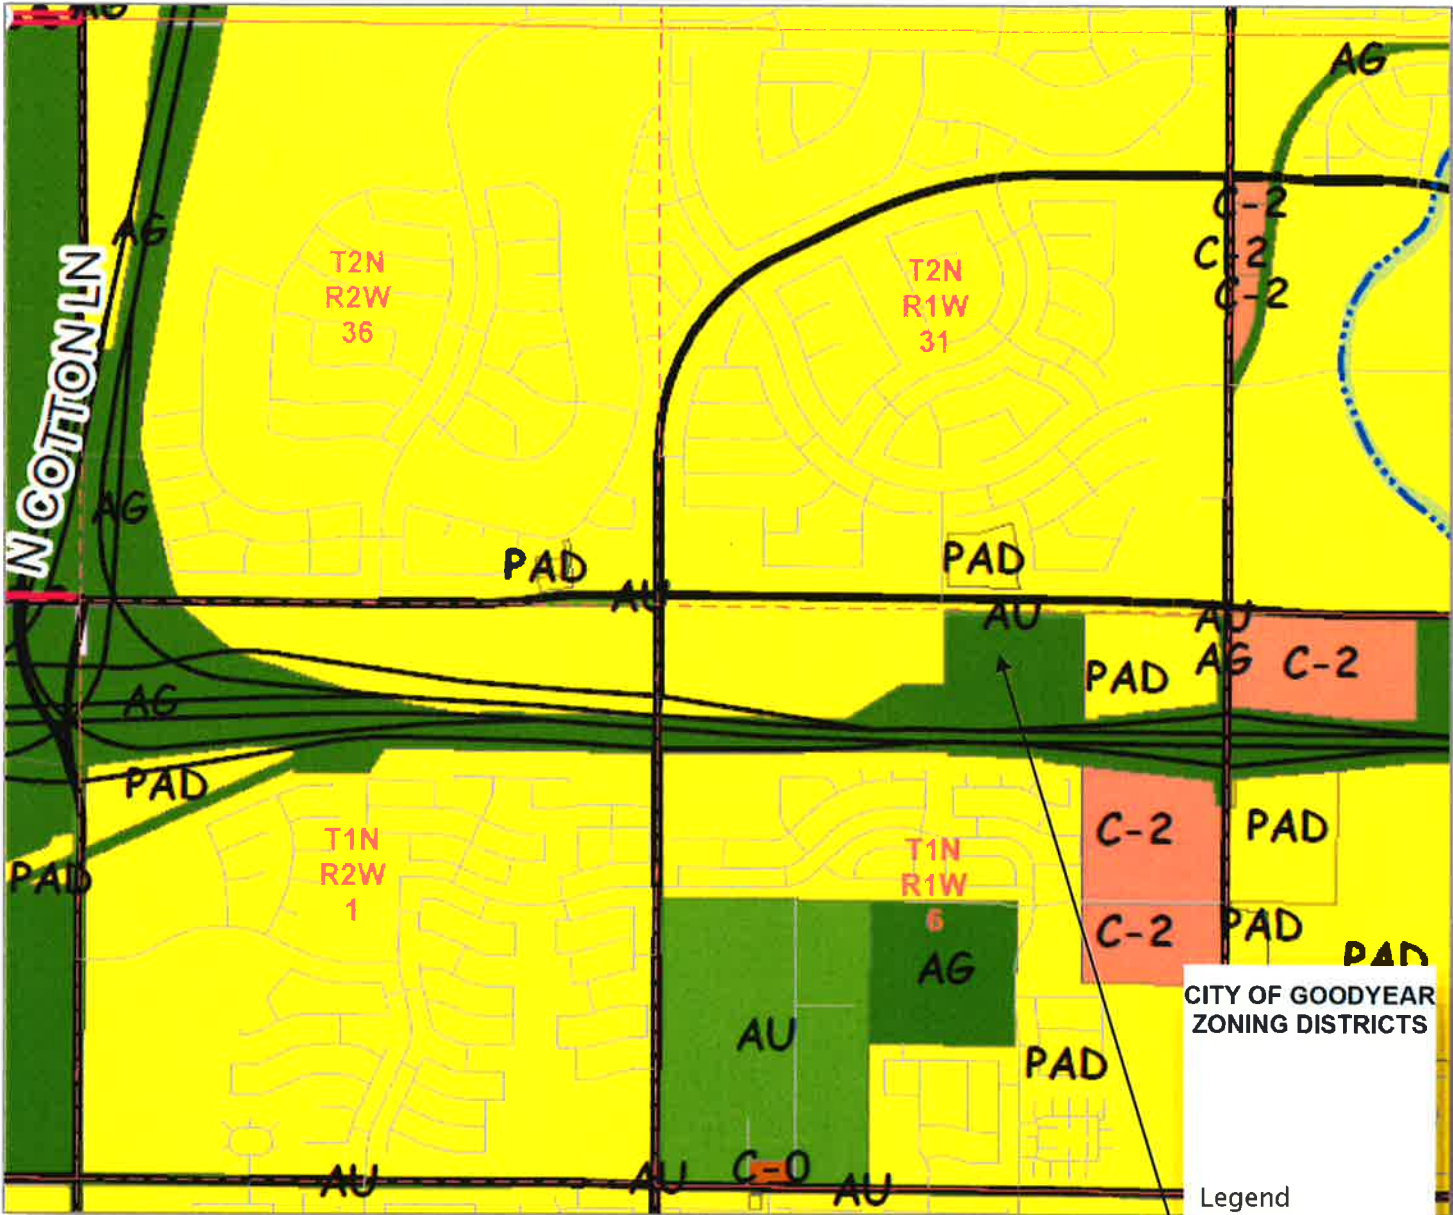 AG
AG
C-2
C-2
C-2
T2N
R2W
36
T2N
R1W
31
N COTTON LN
AG
PAD
PAD
AU
AU
AU
AG
C-2
PAD
AG
PAD
PAD
T1N
R2W
1
T1N
R1W
6
C-2
PAD
C-2
PAD
PAD
AG
AU
PAD
CITY OF GOODYEAR
ZONING DISTRICTS
C-O
AU
AU
AU
Legend